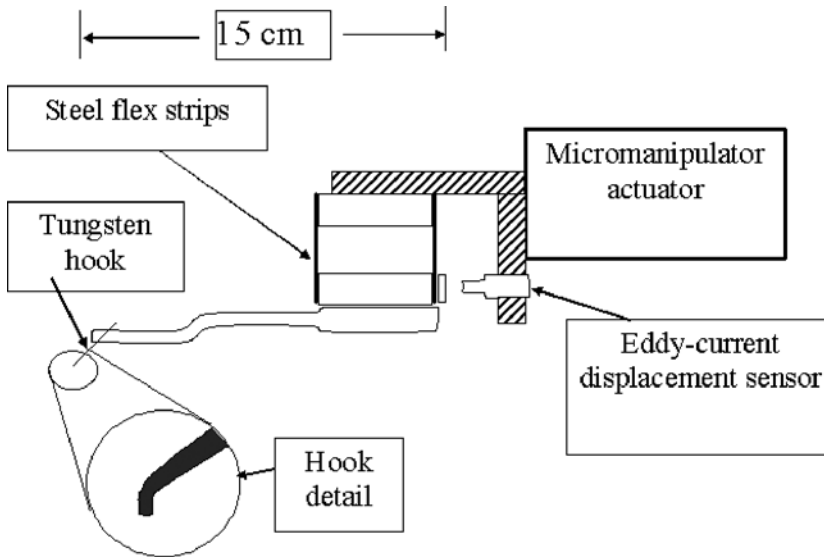 15 cm
Steel flex strips
Micromanipulator
actuator
Tungsten
hook
Eddy-current
displacement sensor
Hook
detail